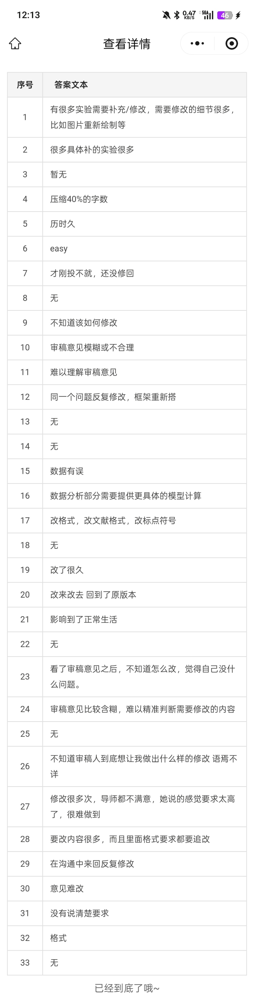 12:13
0.47
KB/S
5GA
46
查看详情
序号 答案文本
1 有很多实验需要补充/修改，需要修改的细节很多，
比如图片重新绘制等
2 很多具体补的实验很多
3 暂无
4 压缩40%的字数
5 历时久
6 easy
7 才刚投不就，还没修回
8 无
9 不知道该如何修改
10 审稿意见模糊或不合理
11 难以理解审稿意见
12 同一个问题反复修改，框架重新搭
13 无
14 无
15 数据有误
16 数据分析部分需要提供更具体的模型计算
17 改格式，改文献格式，改标点符号
18 无
19 改了很久
20 改来改去 回到了原版本
21 影响到了正常生活
22 无
23 看了审稿意见之后，不知道怎么改，觉得自己没什
么问题。
24 审稿意见比较含糊，难以精准判断需要修改的内容
25 无
26 不知道审稿人到底想让我做出什么样的修改 语焉不
详
27 修改很多次，导师都不满意，她说的感觉要求太高
了，很难做到
28 要改内容很多，而且里面格式要求都要追改
29 在沟通中来回反复修改
30 意见难改
31 没有说清楚要求
32 格式
33 无
已经到底了哦~